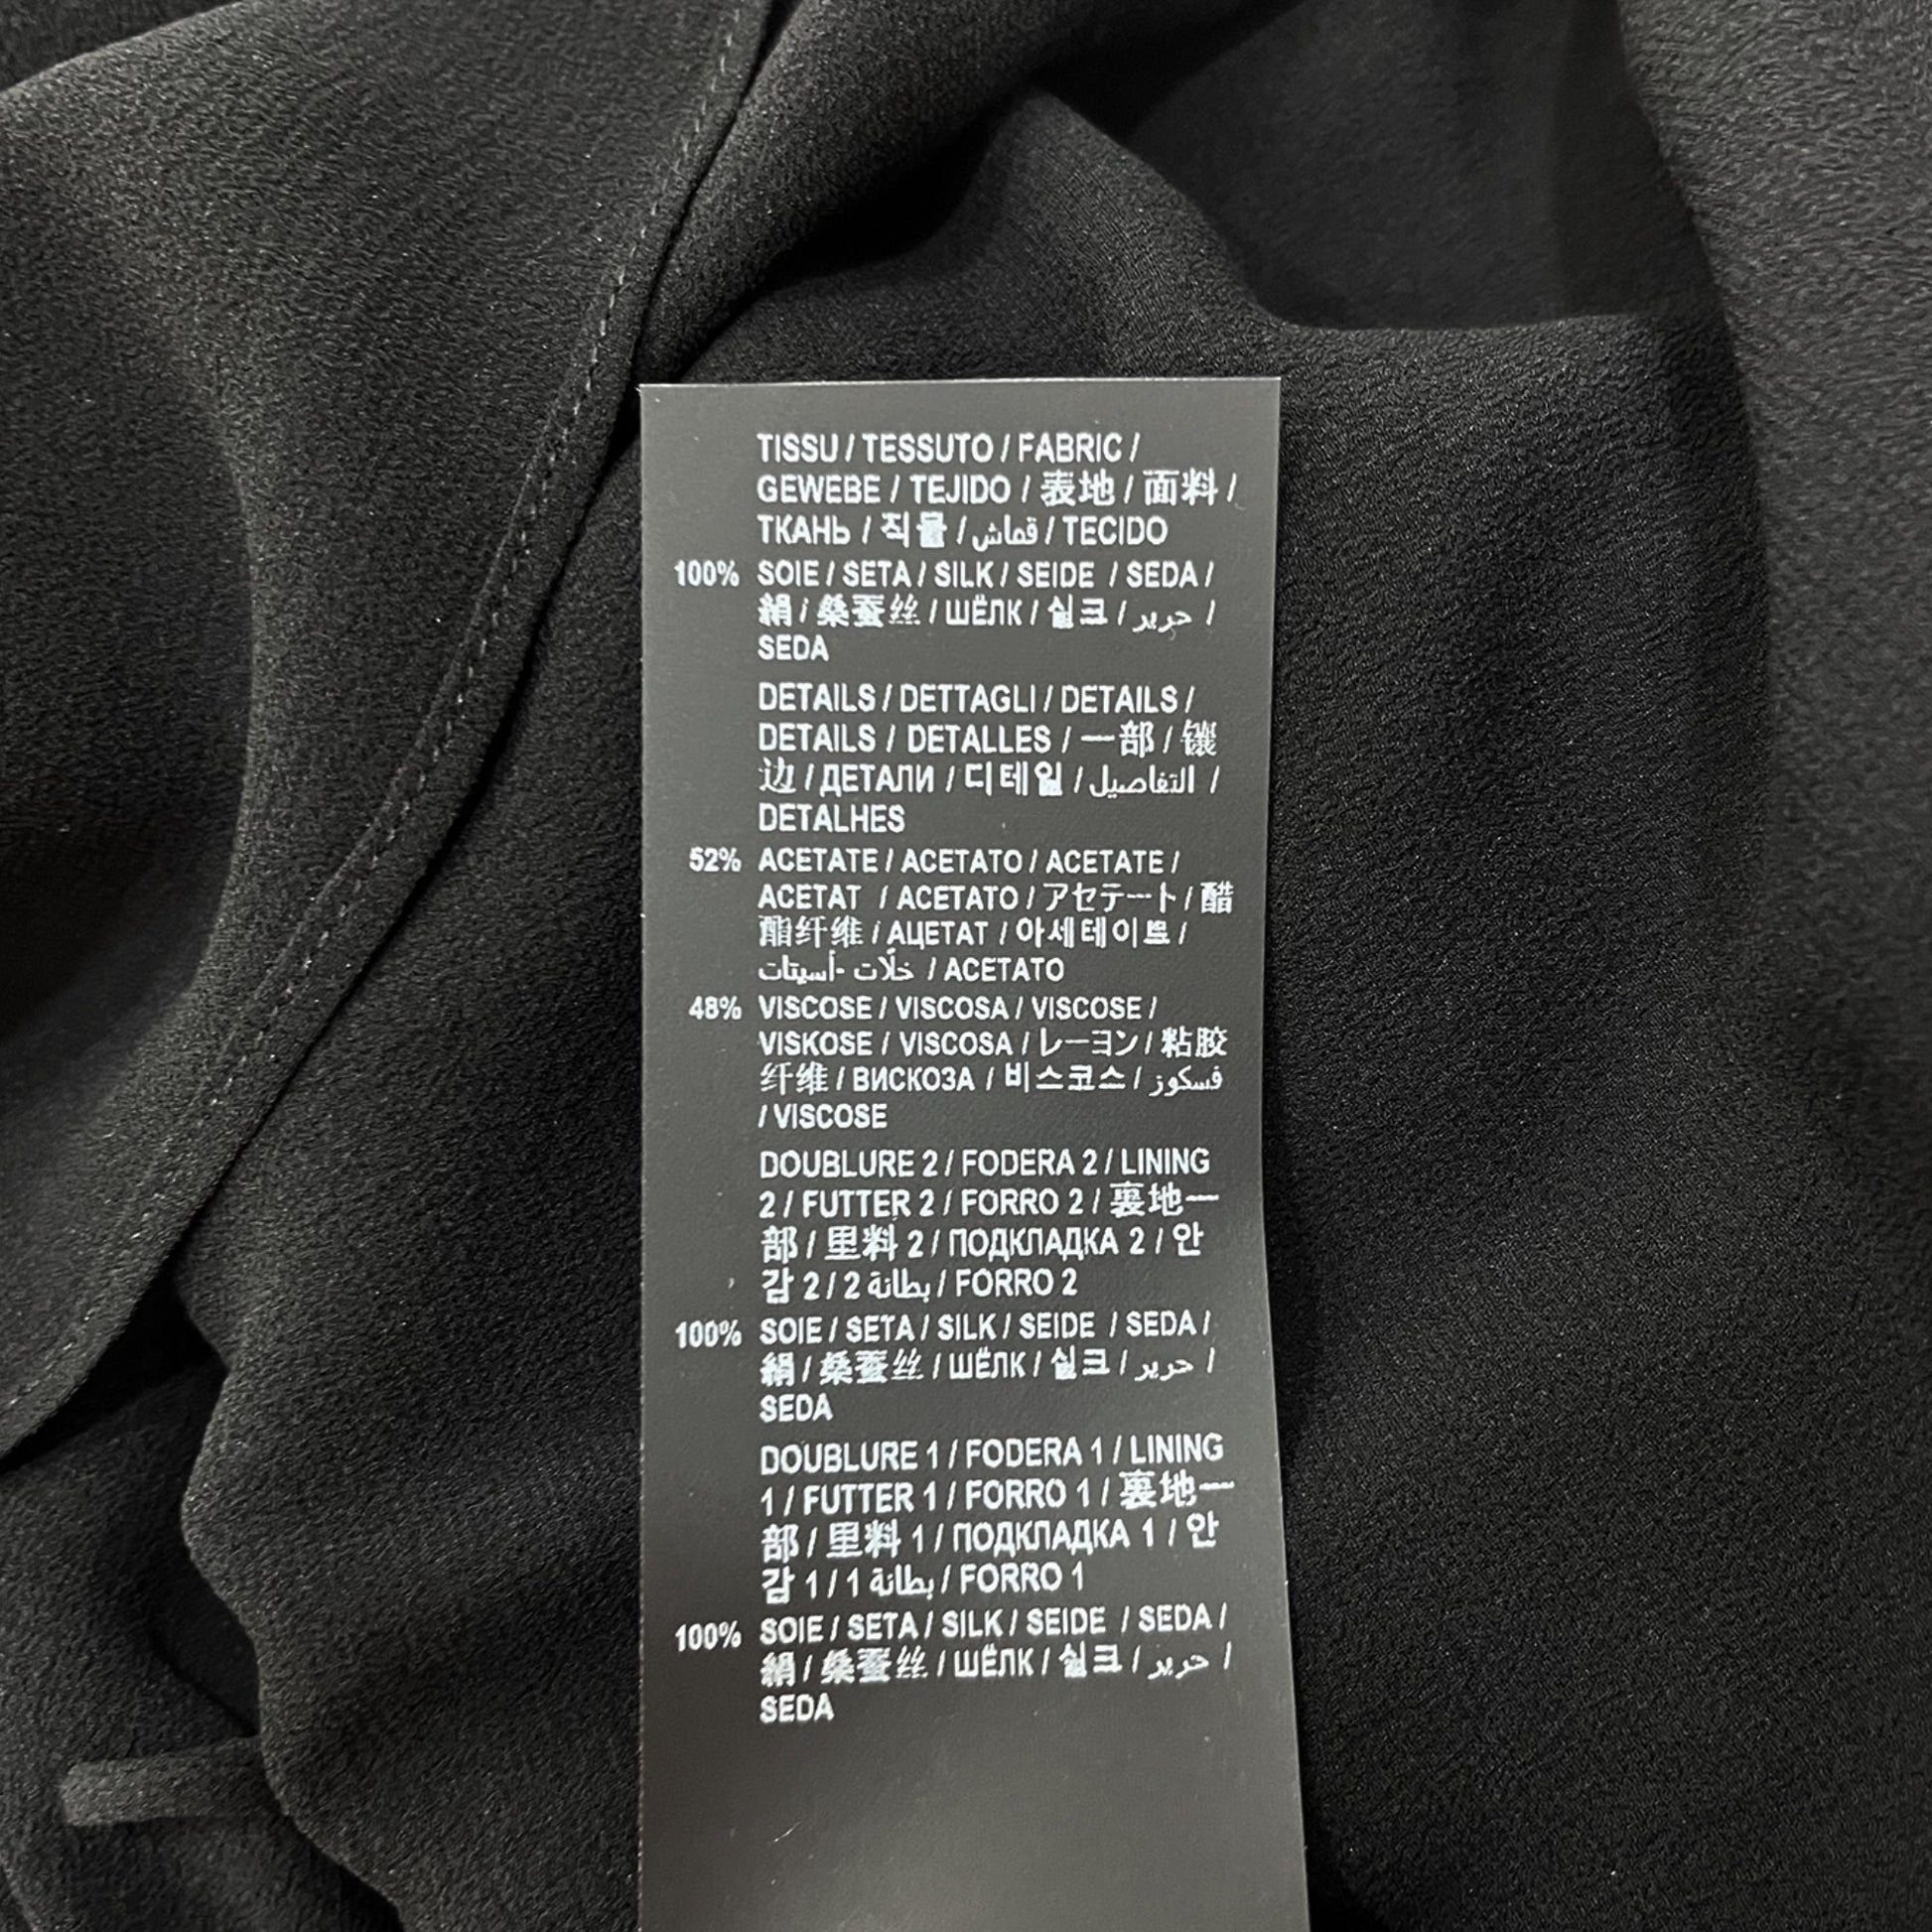 TISSU / TESSUTO / FABRIC /
GEWEBE / TEJIDO / 表地 / 面料 /
ТКАНЬ / 직물 / قماش / TECIDO
100% SOIE / SETA / SILK / SEIDE / SEDA /
絹 / 桑蚕丝 / ШЁЛК / 실크 / حرير /
SEDA
DETAILS / DETTAGLI / DETAILS /
DETAILS / DETALLES / 一部 / 镶
边 / ДЕТАЛИ / 디테일 / التفاصيل /
DETALHES
52% ACETATE / ACETATO / ACETATE /
ACETAT / ACETATO / アセテート / 醋
酯纤维 / АЦЕТАТ / 아세테이트 /
خلّات -أسيتات / ACETATO
48% VISCOSE / VISCOSA / VISCOSE /
VISKOSE / VISCOSA / レーヨン / 粘胶
纤维 / ВИСКОЗА / 비스코스 / فسكوز
/ VISCOSE
DOUBLURE 2 / FODERA 2 / LINING
2 / FUTTER 2 / FORRO 2 / 裏地一
部 / 里料 2 / ПОДКЛАДКА 2 / 안
감 2 / 2 بطانة / FORRO 2
100% SOIE / SETA / SILK / SEIDE / SEDA /
絹 / 桑蚕丝 / ШЁЛК / 실크 / حرير /
SEDA
DOUBLURE 1 / FODERA 1 / LINING
1 / FUTTER 1 / FORRO 1 / 裏地一
部 / 里料 1 / ПОДКЛАДКА 1 / 안
감 1 / 1 بطانة / FORRO 1
100% SOIE / SETA / SILK / SEIDE / SEDA /
絹 / 桑蚕丝 / ШЁЛК / 실크 / حرير /
SEDA